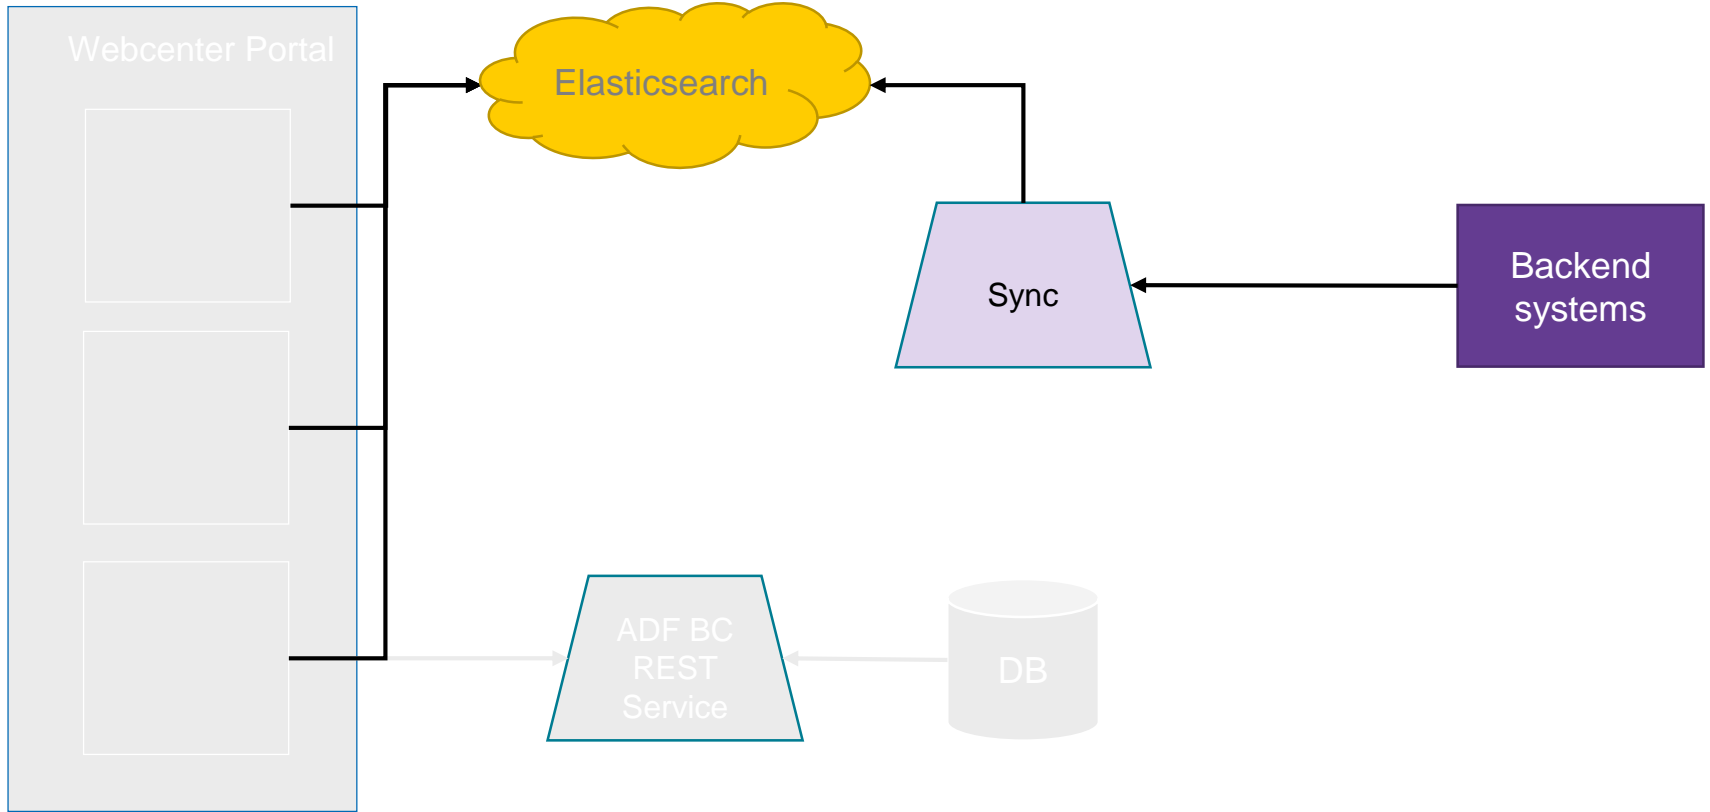 Webcenter Portal
Elasticsearch
Sync
Backend
systems
ADF BC
REST
Service
DB